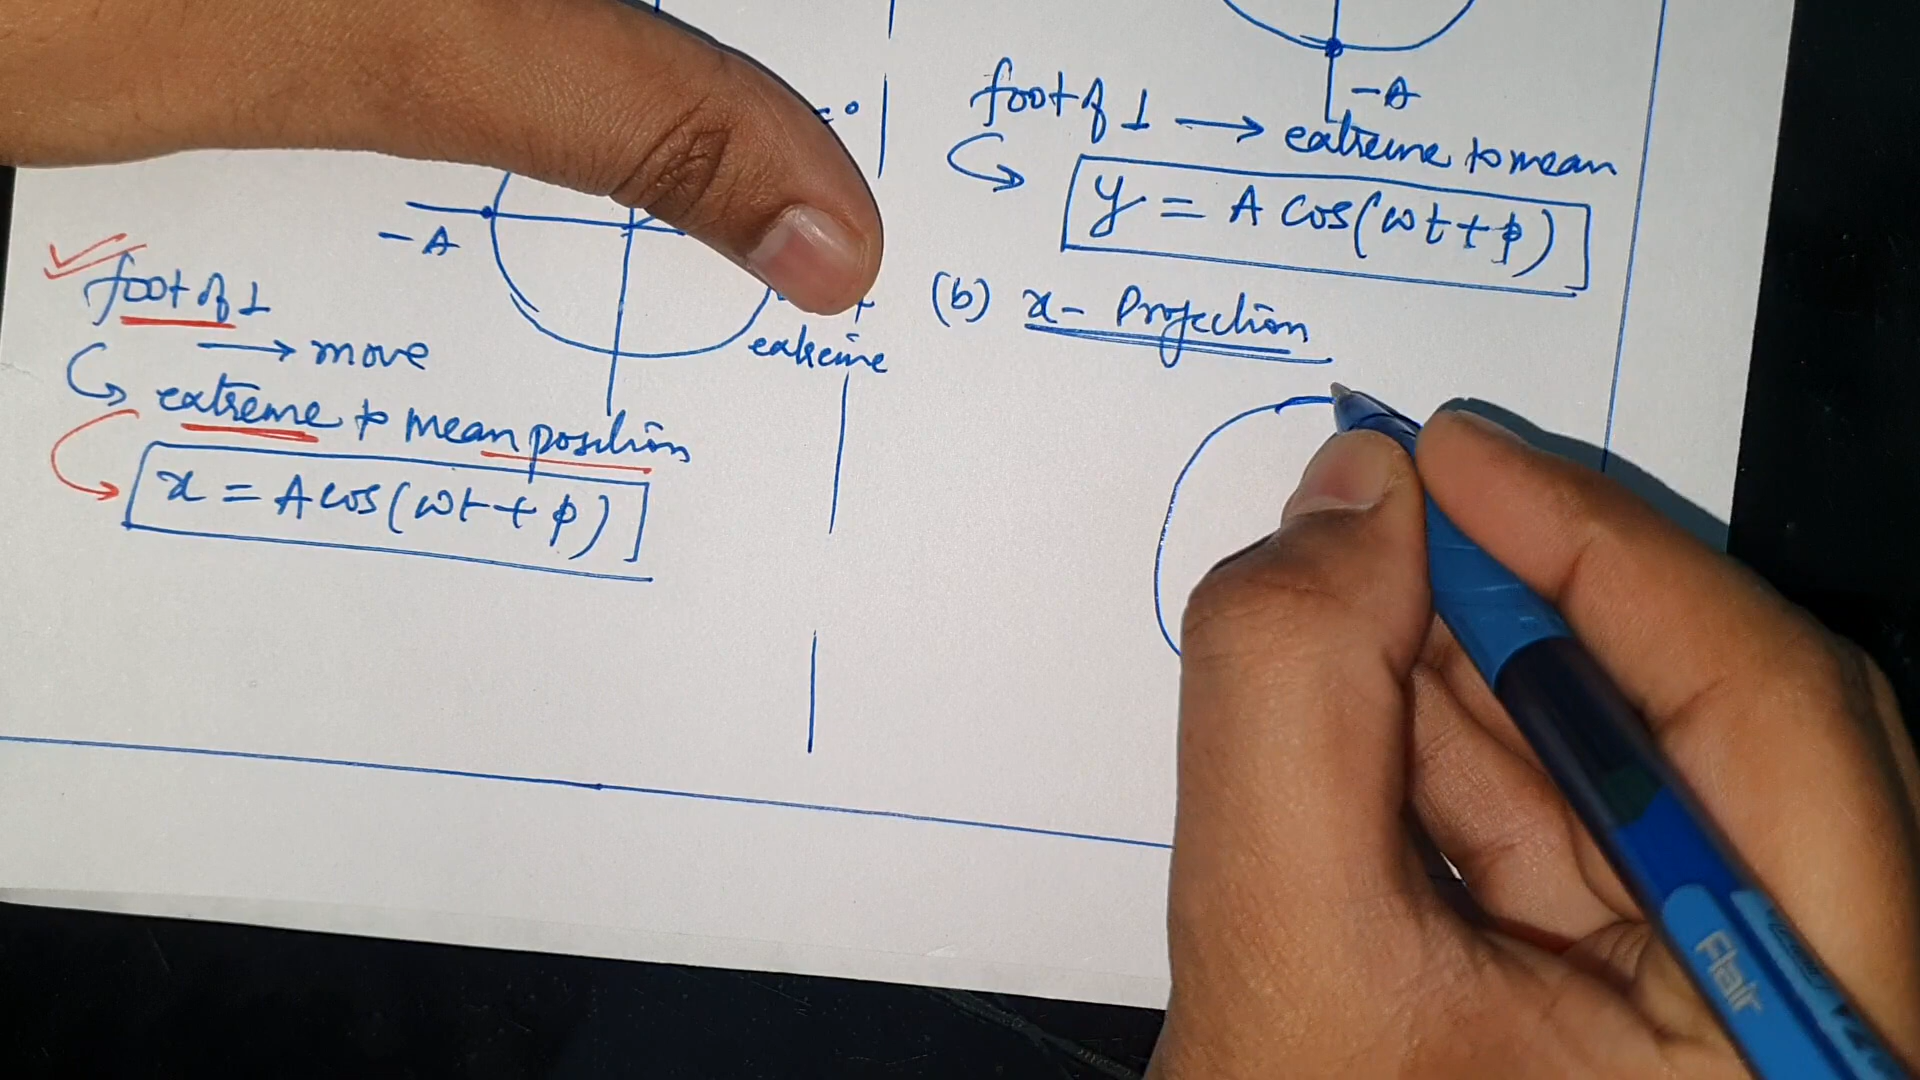 = 0
-A
foot of ⊥
→ move
extreme to mean position
x = A cos(ωt + φ)
+
extreme
-A
foot of ⊥ → extreme to mean
y = A cos(ωt + φ)
(b) x- Projection
Flair